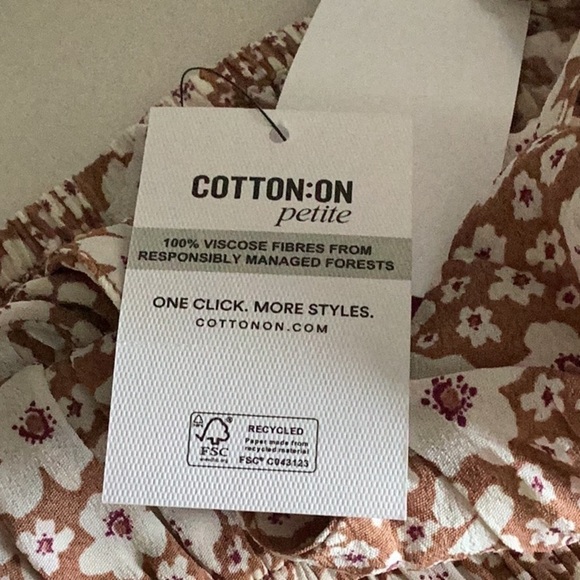 COTTON:ON
petite
100% VISCOSE FIBRES FROM
RESPONSIBLY MANAGED FORESTS
ONE CLICK. MORE STYLES.
COTTONON.COM
FSC
RECYCLED
Paper made from
recycled material
FSC® C043123